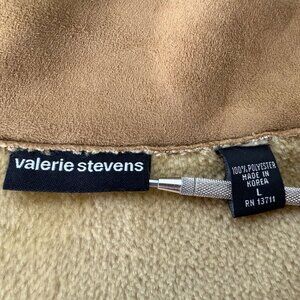 valerie stevens
100% POLYESTER
MADE IN
KOREA
L
RN 13711